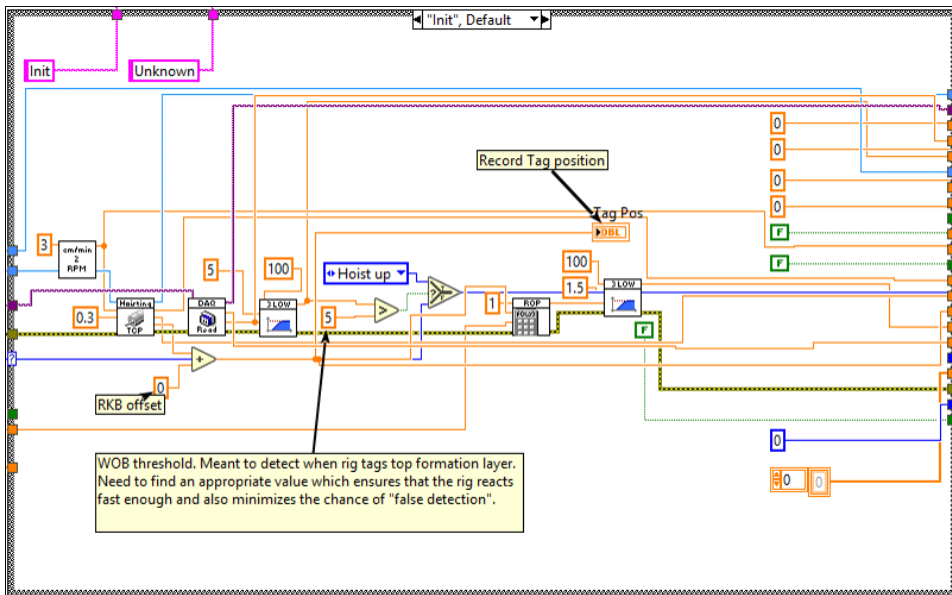 "Init", Default
Init
Unknown
0
0
Record Tag position
0
0
Tag Pos
DBL
F
3
cm/min
2
RPM
F
5
100
Hoist up
100
1.5
Hoisting
TCP
DAQ
Read
LOW
LOW
0.3
5
>
1
ROP
F
?
+
0
RKB offset
0
WOB threshold. Meant to detect when rig tags top formation layer.
Need to find an appropriate value which ensures that the rig reacts
fast enough and also minimizes the chance of "false detection".
0
0